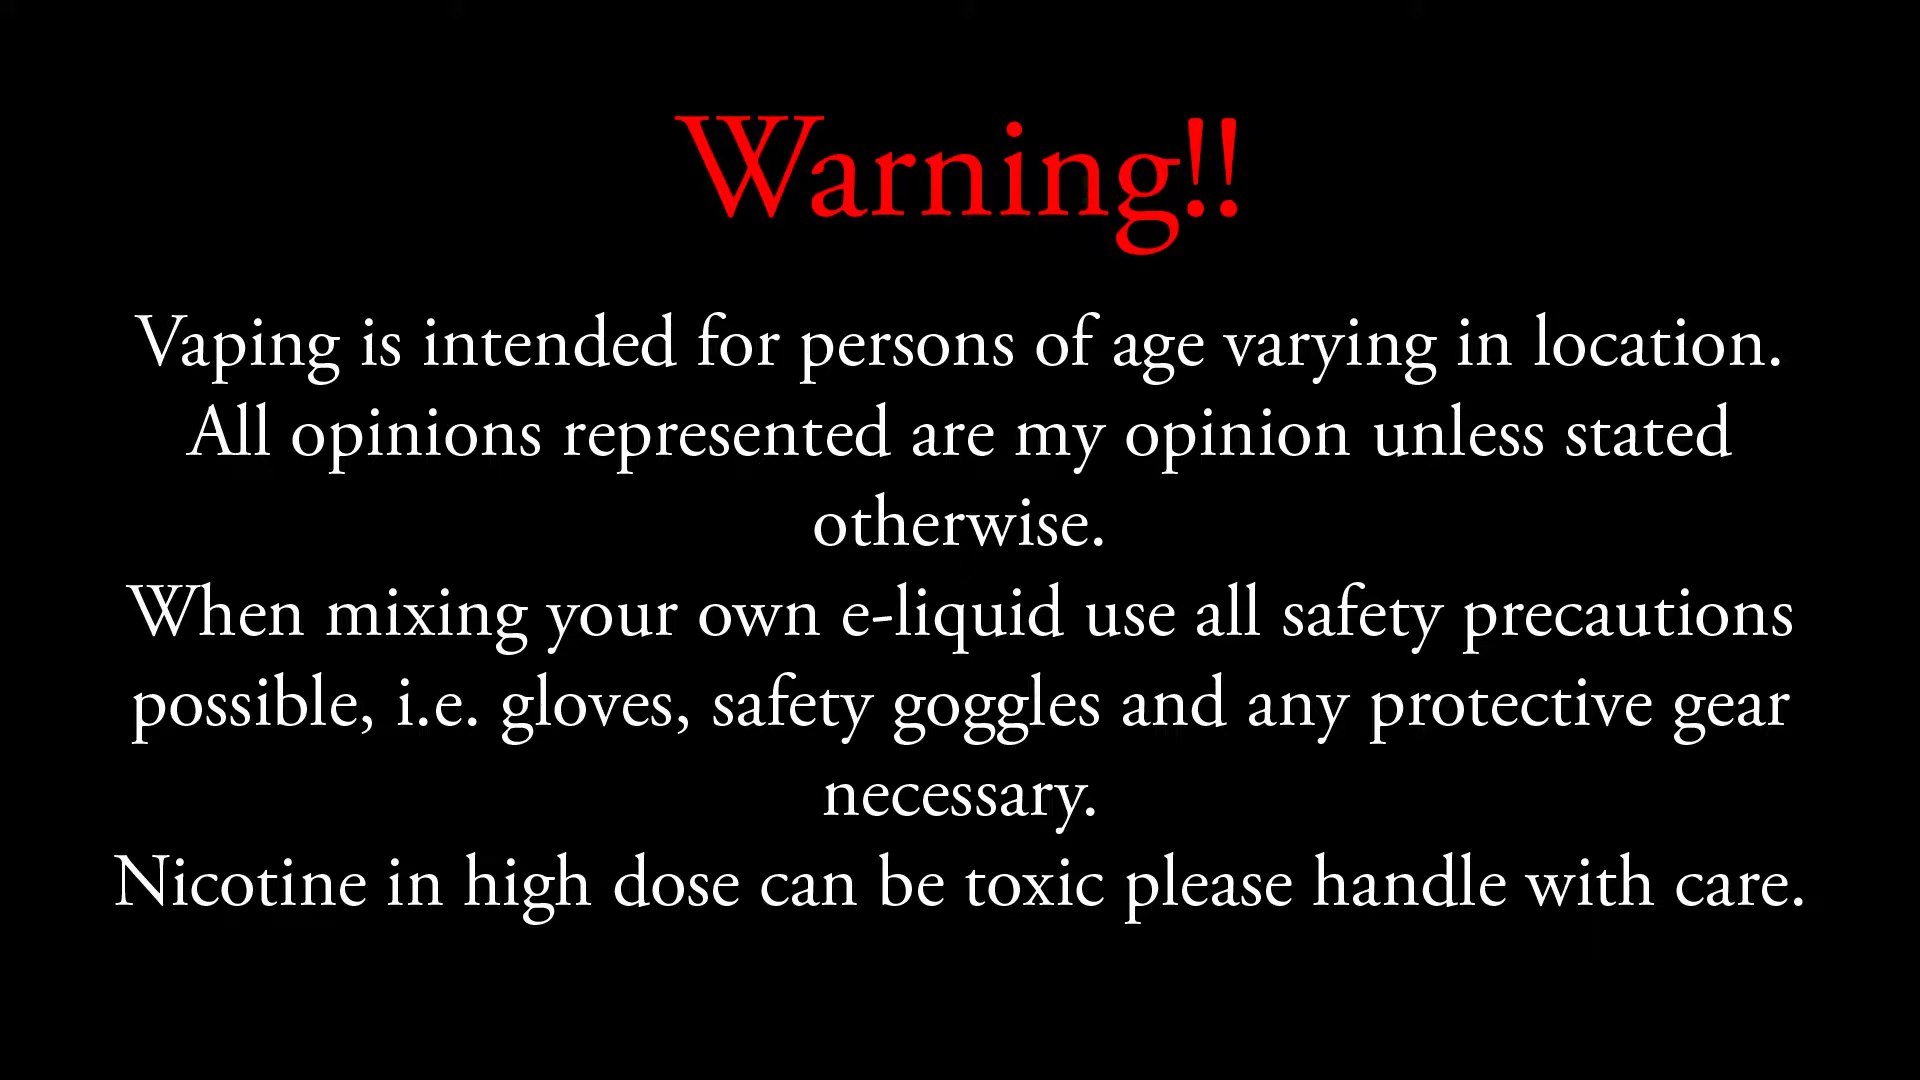 Warning!!
Vaping is intended for persons of age varying in location.
All opinions represented are my opinion unless stated
otherwise.
When mixing your own e-liquid use all safety precautions
possible, i.e. gloves, safety goggles and any protective gear
necessary.
Nicotine in high dose can be toxic please handle with care.